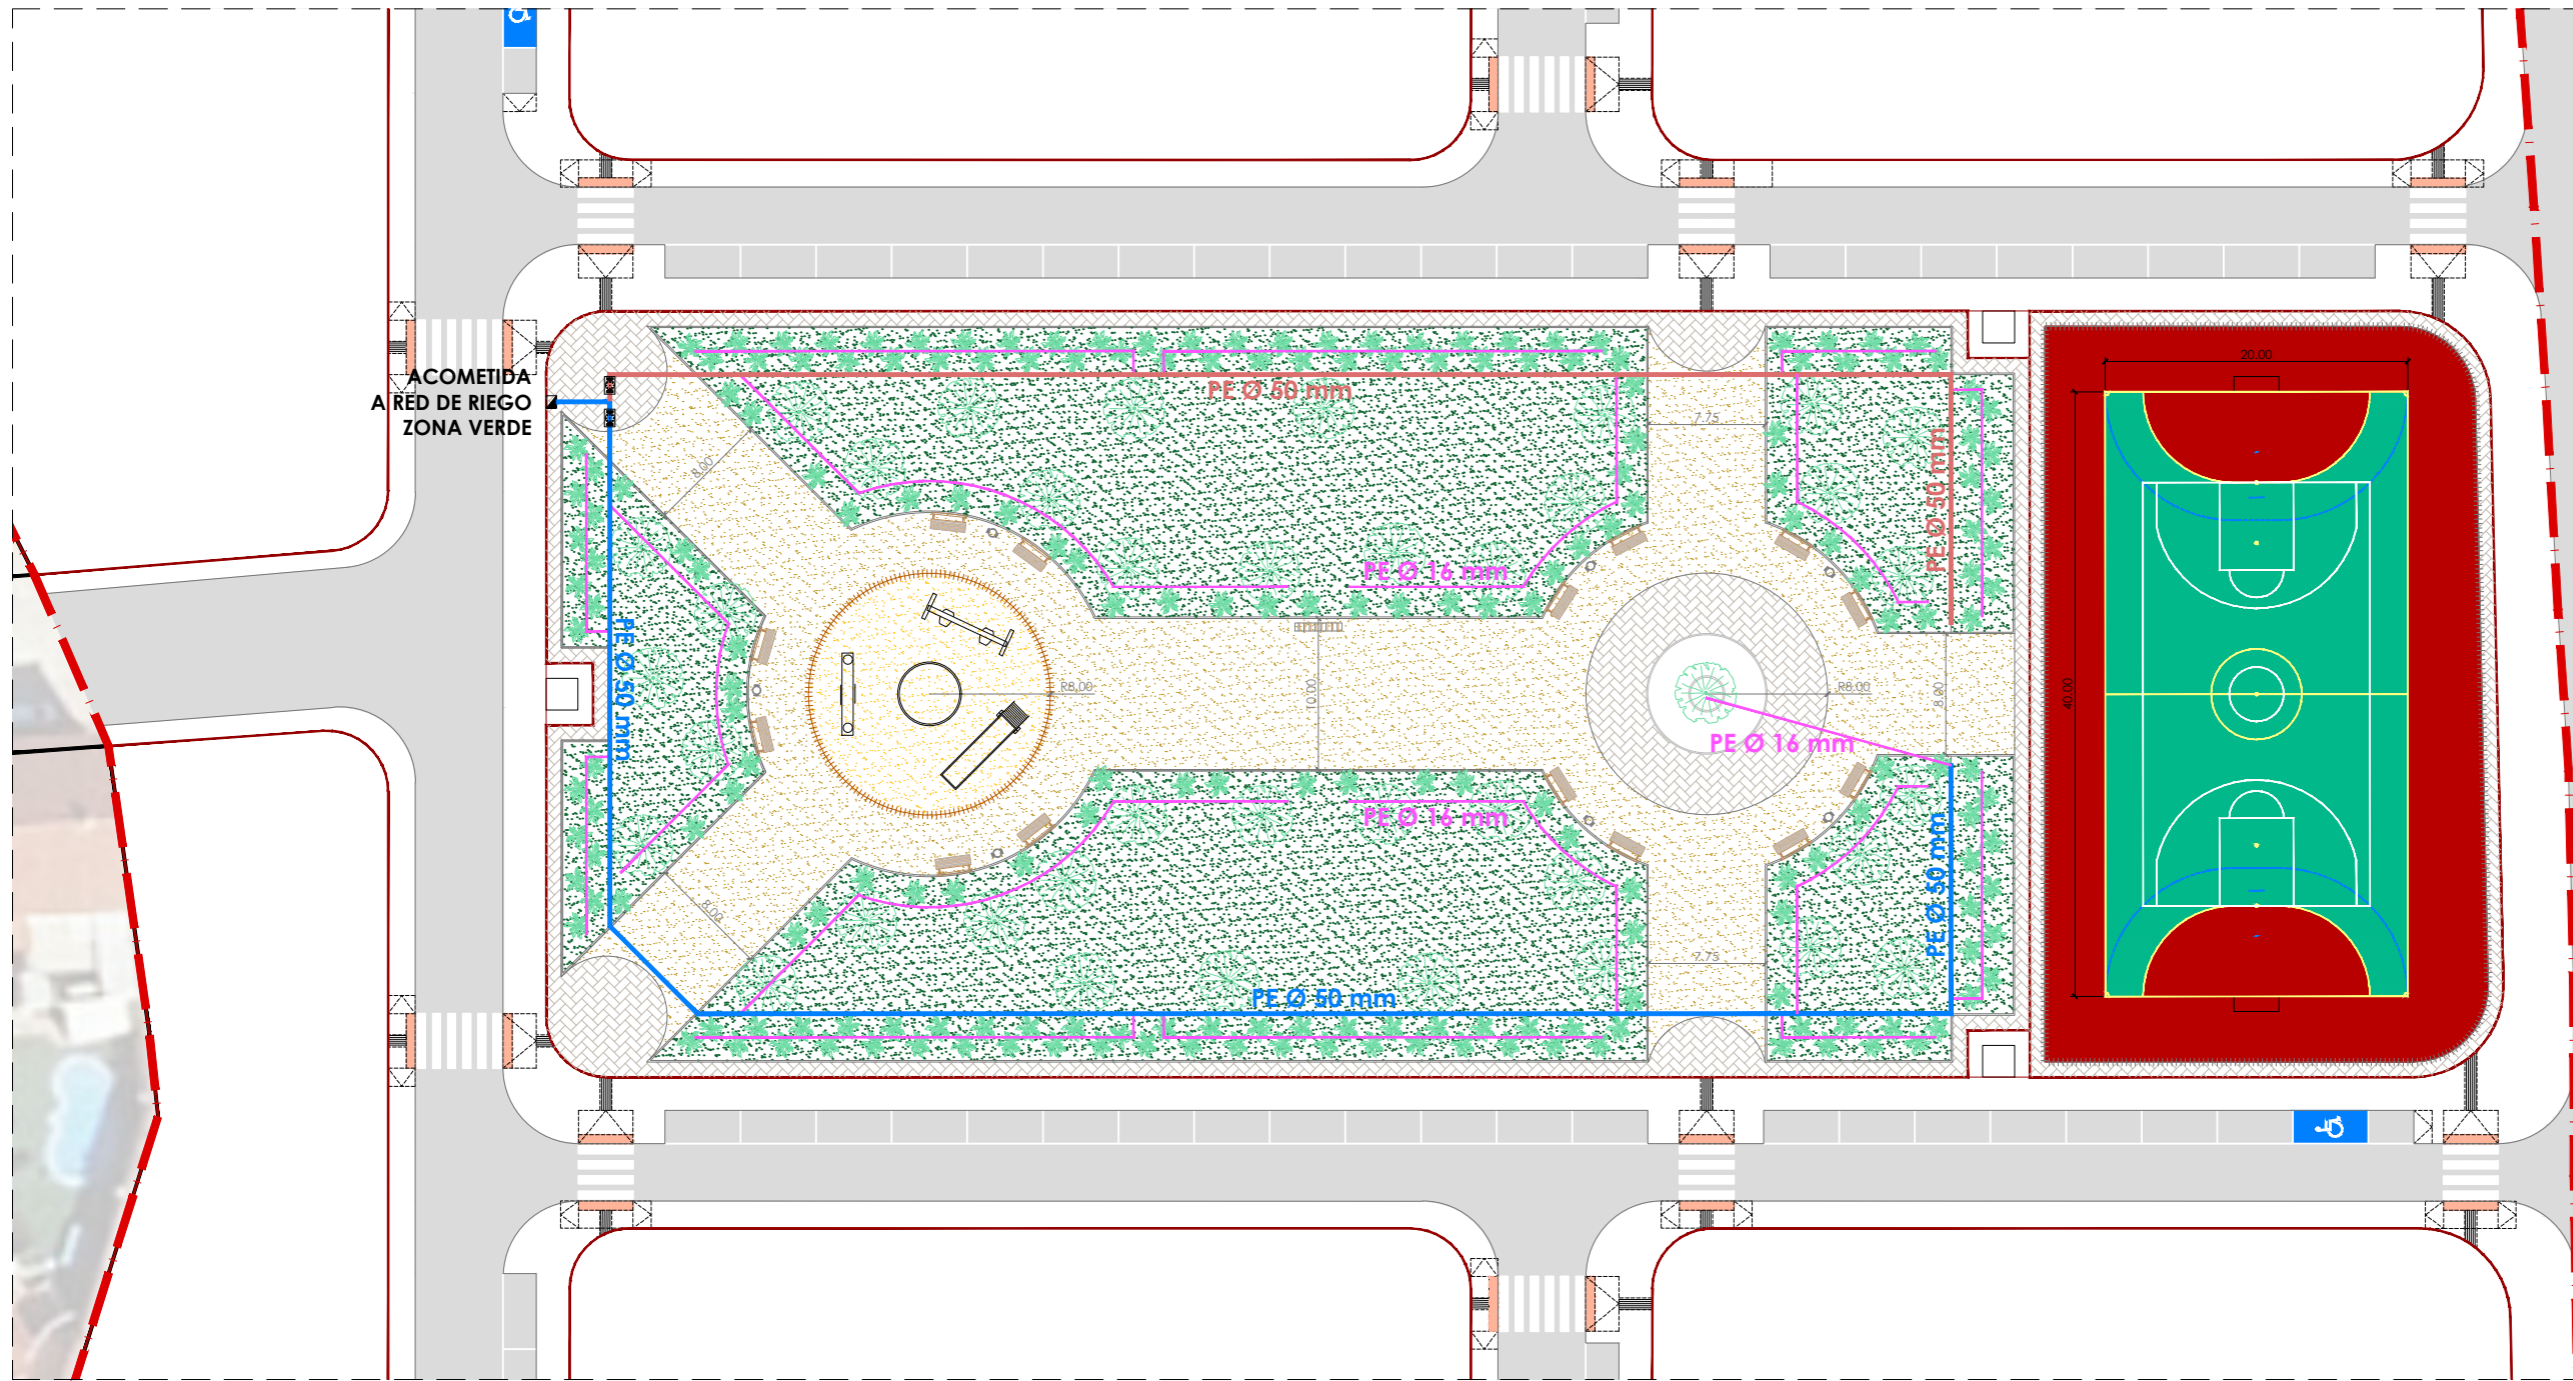 20.00
ACOMETIDA
A RED DE RIEGO
ZONA VERDE
PE Ø 50 mm
7.75
8.00
PE Ø 50 mm
PE Ø 16 mm
PE Ø 50 mm
R8.00
10.00
R8.00
8.00
40.00
PE Ø 16 mm
PE Ø 16 mm
PE Ø 50 mm
8.00
7.75
PE Ø 50 mm